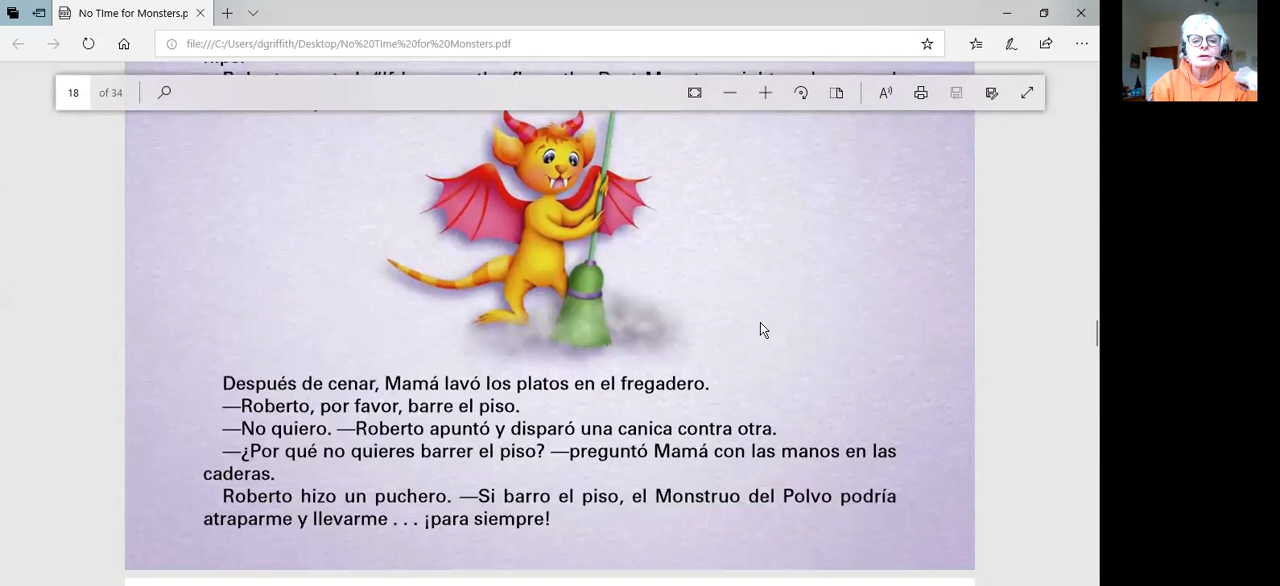 No TIme for Monsters.p
file:///C:/Users/dgriffith/Desktop/No%20TIme%20for%20Monsters.pdf
18 of 34
Después de cenar, Mamá lavó los platos en el fregadero.
—Roberto, por favor, barre el piso.
—No quiero. —Roberto apuntó y disparó una canica contra otra.
—¿Por qué no quieres barrer el piso? —preguntó Mamá con las manos en las
caderas.
Roberto hizo un puchero. —Si barro el piso, el Monstruo del Polvo podría
atraparme y llevarme . . . ¡para siempre!